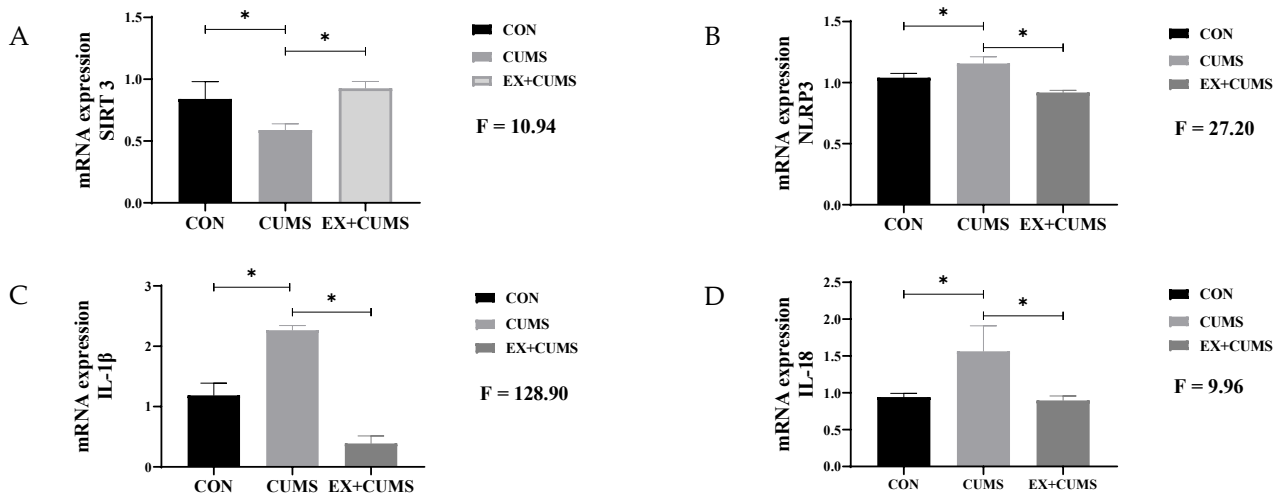 A
mRNA expression
SIRT 3
1.5
1.0
0.5
0.0
*
*
CON
CUMS
EX+CUMS
CON
CUMS
EX+CUMS
F = 10.94
B
mRNA expression
NLRP3
1.5
1.0
0.5
0.0
*
*
CON
CUMS
EX+CUMS
CON
CUMS
EX+CUMS
F = 27.20
C
mRNA expression
IL-1β
3
2
1
0
*
*
CON
CUMS
EX+CUMS
CON
CUMS
EX+CUMS
F = 128.90
D
mRNA expression
IL-18
2.5
2.0
1.5
1.0
0.5
0.0
*
*
CON
CUMS
EX+CUMS
CON
CUMS
EX+CUMS
F = 9.96